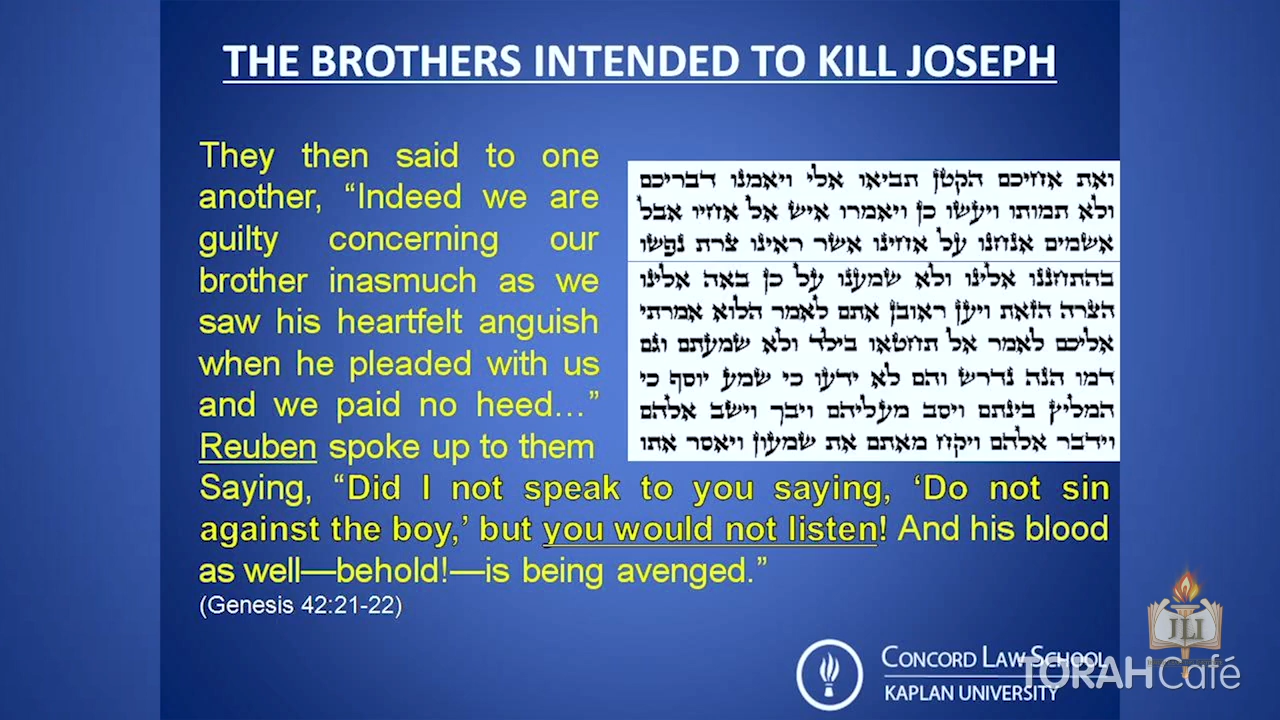 THE BROTHERS INTENDED TO KILL JOSEPH
They then said to one
another, “Indeed we are
guilty concerning our
brother inasmuch as we
saw his heartfelt anguish
when he pleaded with us
and we paid no heed…”
Reuben spoke up to them
Saying, “Did I not speak to you saying, ‘Do not sin
against the boy,’ but you would not listen! And his blood
as well—behold!—is being avenged.”
(Genesis 42:21-22)
ואת אחיכם הקטן תביאו אלי ויאמנו דבריכם
ולא תמותו ויעשו כן ויאמרו איש אל אחיו אבל
אשמים אנחנו על אחינו אשר ראינו צרת נפשו
בהתחננו אלינו ולא שמענו על כן באה אלינו
הצרה הזאת ויען ראובן אתם לאמר הלוא אמרתי
אליכם לאמר אל תחטאו בילד ולא שמעתם וגם
דמו הנה נדרש והם לא ידעו כי שמע יוסף כי
המליץ בינתם ויסב מעליהם ויבך וישב אלהם
וידבר אלהם ויקח מאתם את שמעון ויאסר אתו
CONCORD LAW SCHOOL
KAPLAN UNIVERSITY
JLI
TORAH Café